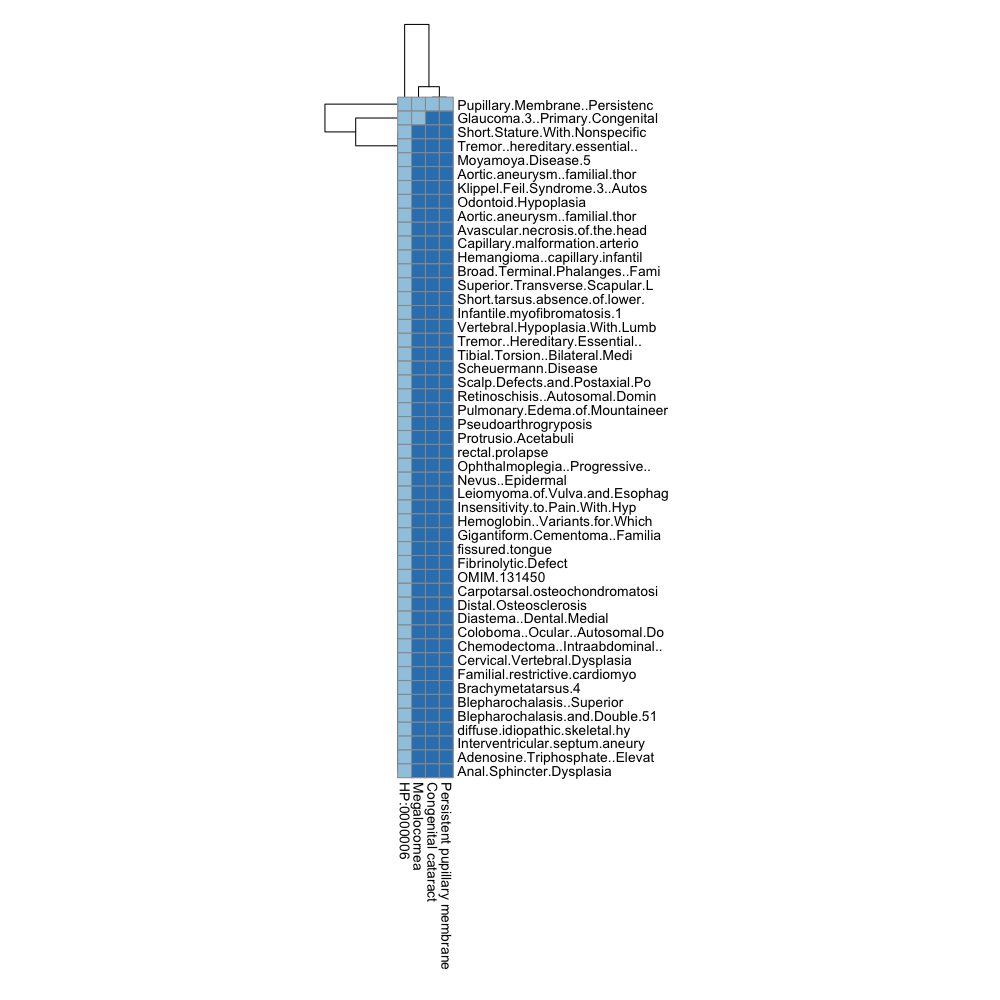 Pupillary.Membrane..Persistenc
Glaucoma.3..Primary.Congenital
Short.Stature.With.Nonspecific
Tremor..hereditary.essential..
Moyamoya.Disease.5
Aortic.aneurysm..familial.thor
Klippel.Feil.Syndrome.3..Autos
Odontoid.Hypoplasia
Aortic.aneurysm..familial.thor
Avascular.necrosis.of.the.head
Capillary.malformation.arterio
Hemangioma..capillary.infantil
Broad.Terminal.Phalanges..Fami
Superior.Transverse.Scapular.L
Short.tarsus.absence.of.lower.
Infantile.myofibromatosis.1
Vertebral.Hypoplasia.With.Lumb
Tremor..Hereditary.Essential..
Tibial.Torsion..Bilateral.Medi
Scheuermann.Disease
Scalp.Defects.and.Postaxial.Po
Retinoschisis..Autosomal.Domin
Pulmonary.Edema.of.Mountaineer
Pseudoarthrogryposis
Protrusio.Acetabuli
rectal.prolapse
Ophthalmoplegia..Progressive..
Nevus..Epidermal
Leiomyoma.of.Vulva.and.Esophag
Insensitivity.to.Pain.With.Hyp
Hemoglobin..Variants.for.Which
Gigantiform.Cementoma..Familia
fissured.tongue
Fibrinolytic.Defect
OMIM.131450
Carpotarsal.osteochondromatosi
Distal.Osteosclerosis
Diastema..Dental.Medial
Coloboma..Ocular..Autosomal.Do
Chemodectoma..Intraabdominal..
Cervical.Vertebral.Dysplasia
Familial.restrictive.cardiomyo
Brachymetatarsus.4
Blepharochalasis..Superior
Blepharochalasis.and.Double.51
diffuse.idiopathic.skeletal.hy
Interventricular.septum.aneury
Adenosine.Triphosphate..Elevat
Anal.Sphincter.Dysplasia
HP:0000006
Megalocornea
Congenital cataract
Persistent pupillary membrane